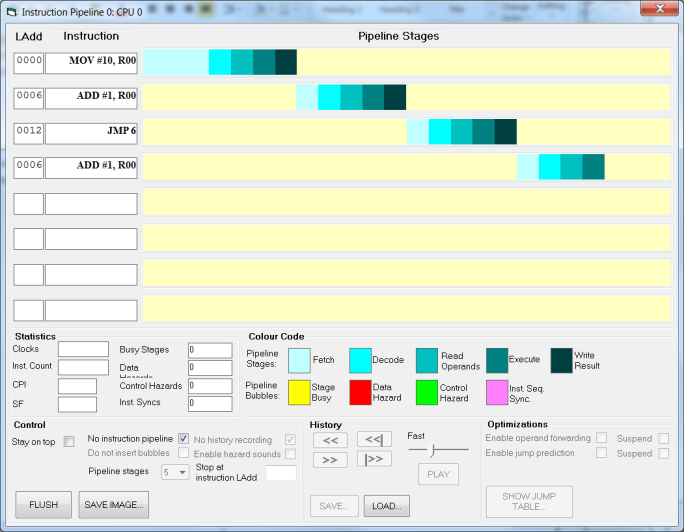 Instruction Pipeline 0: CPU 0
LAdd Instruction Pipeline Stages
0000 MOV #10, R00
0006 ADD #1, R00
0012 JMP 6
0006 ADD #1, R00
Statistics
Clocks
Inst. Count
CPI
SF
Busy Stages 0
Data 0
Control Hazards 0
Inst. Syncs 0
Colour Code
Pipeline Stages:
Fetch
Decode
Read Operands
Execute
Write Result
Pipeline Bubbles:
Stage Busy
Data Hazard
Control Hazard
Inst. Seq. Sync.
Control
Stay on top
No instruction pipeline
No history recording
Do not insert bubbles
Enable hazard sounds
Pipeline stages 5
Stop at instruction LAdd
FLUSH
SAVE IMAGE...
History
<<
<<|
>>
|>>
Fast
PLAY
SAVE...
LOAD...
Optimizations
Enable operand forwarding
Suspend
Enable jump prediction
Suspend
SHOW JUMP TABLE...